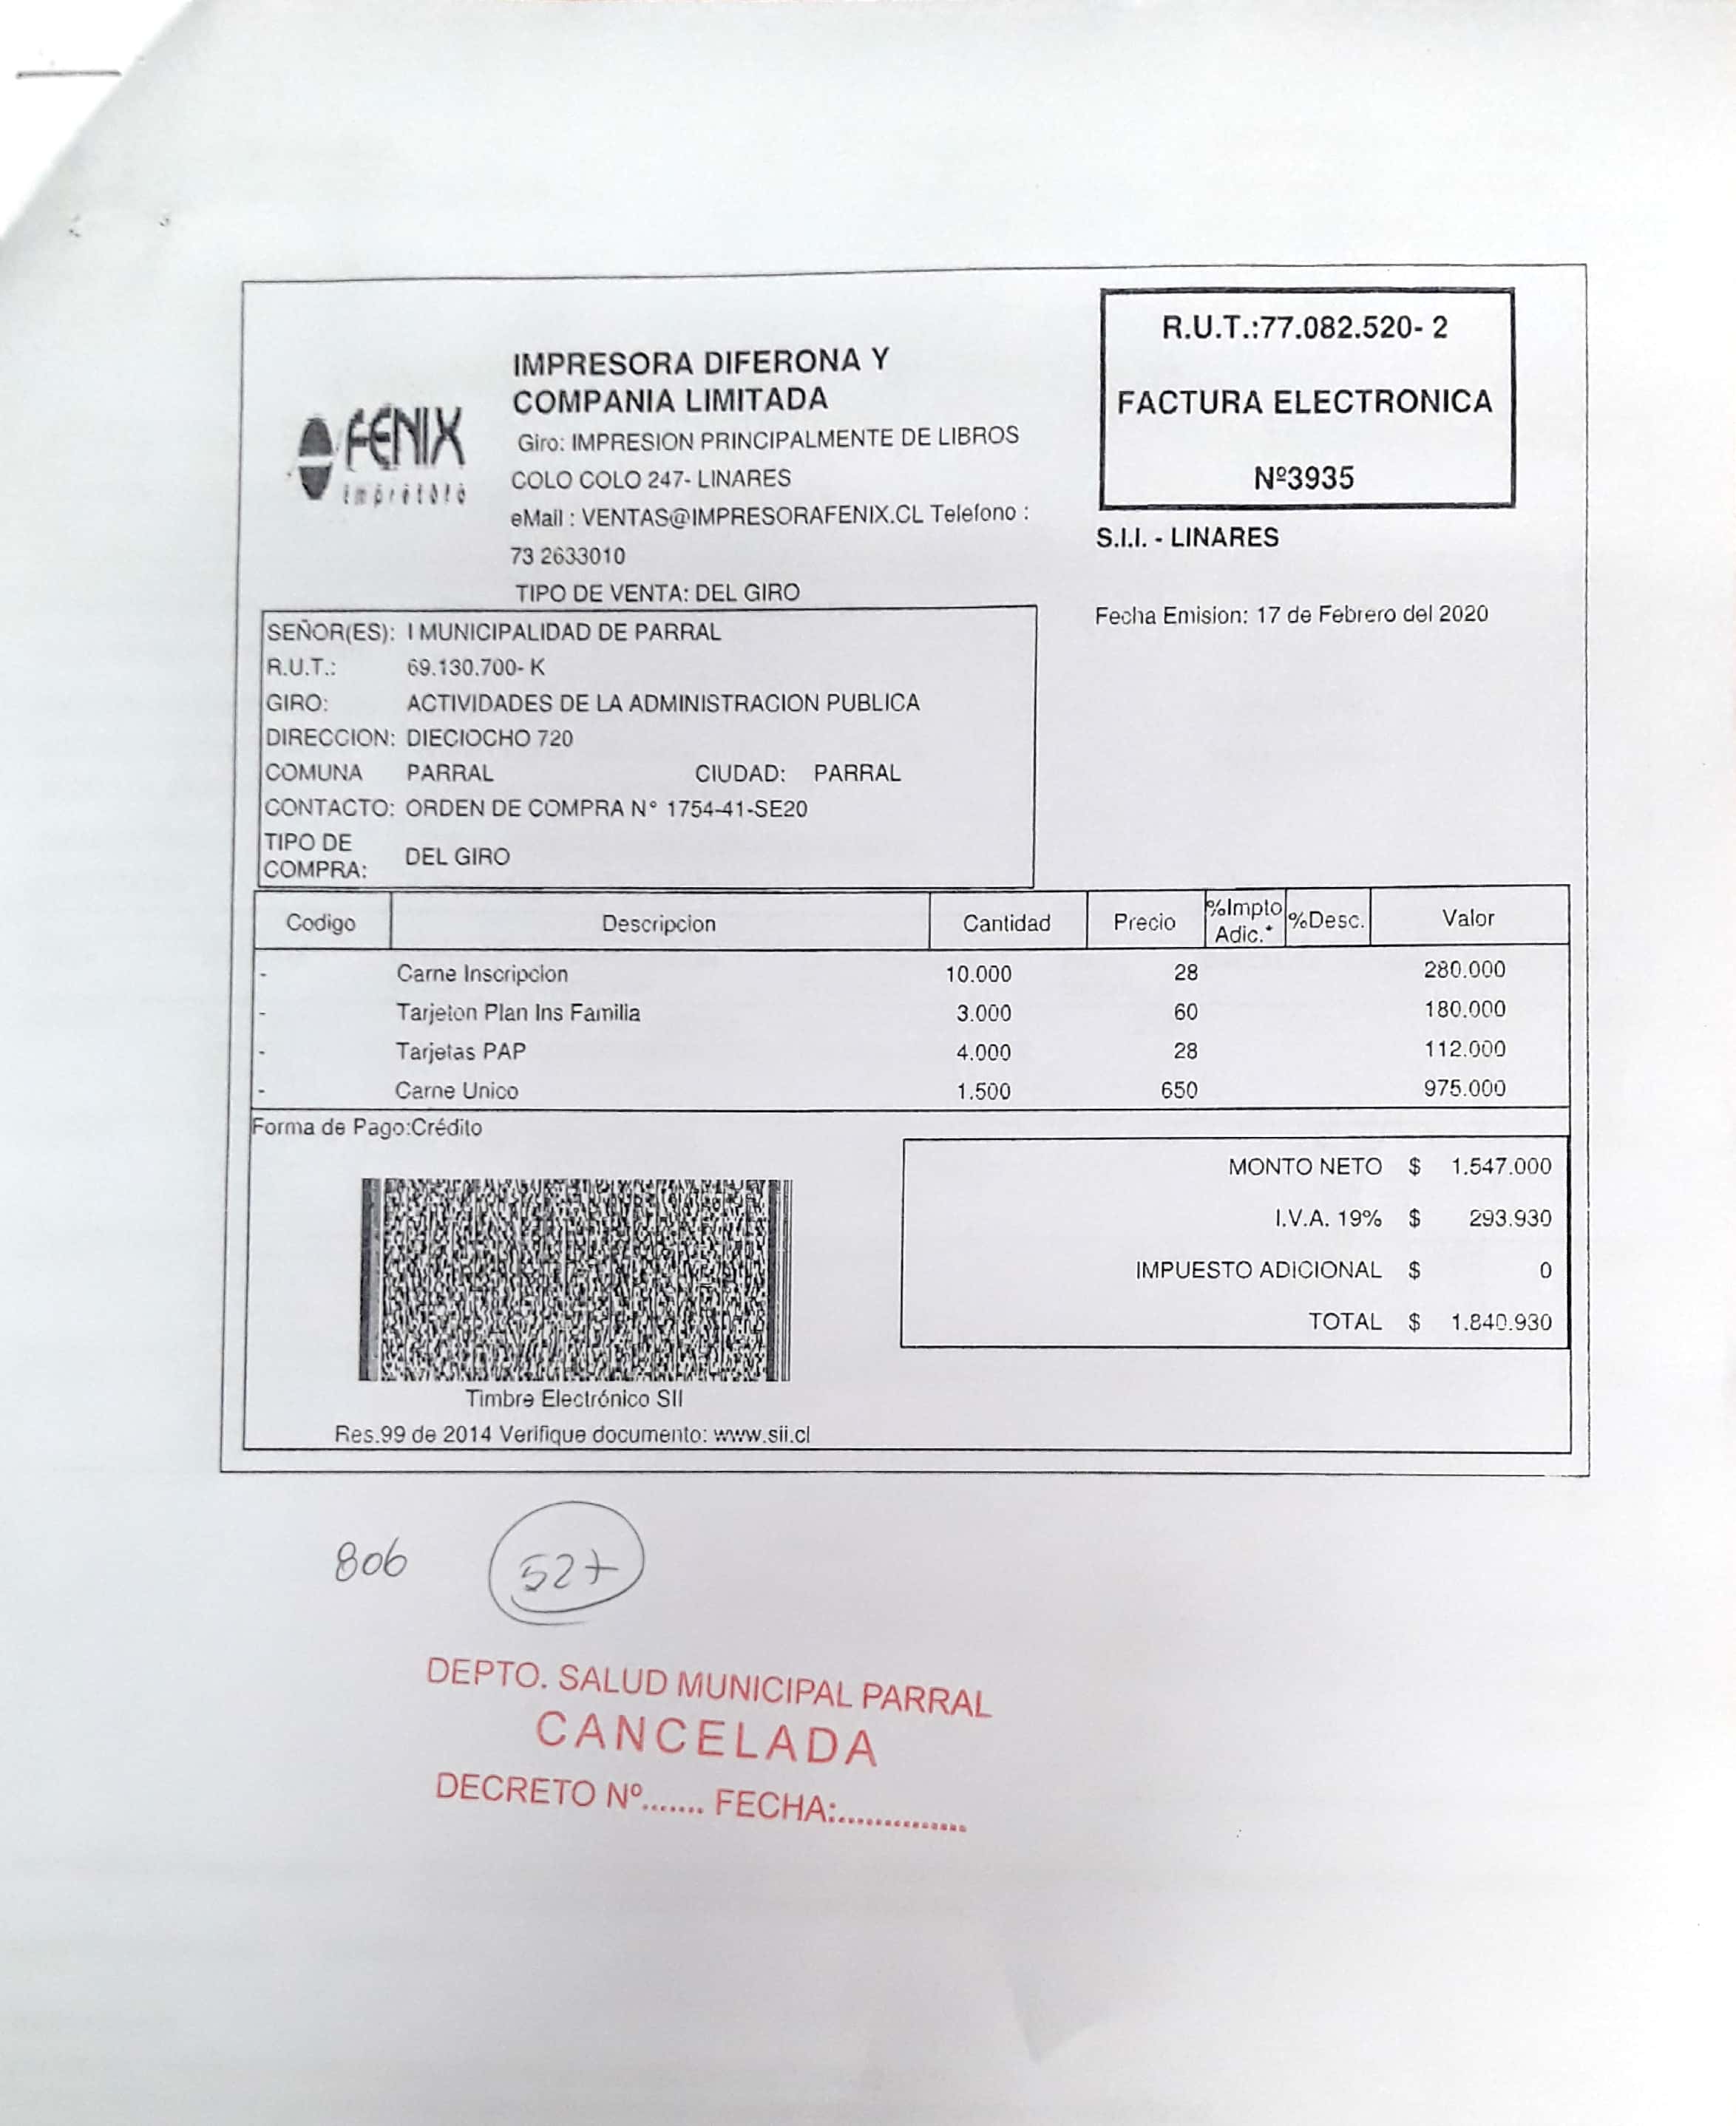 FENIX
IMPRESORA DIFERONA Y
COMPANIA LIMITADA
Giro: IMPRESION PRINCIPALMENTE DE LIBROS
COLO COLO 247- LINARES
eMail : VENTAS@IMPRESORAFENIX.CL Telefono :
73 2633010
TIPO DE VENTA: DEL GIRO
R.U.T.:77.082.520- 2
FACTURA ELECTRONICA
Nº3935
S.I.I. - LINARES
Fecha Emision: 17 de Febrero del 2020
SEÑOR(ES): I MUNICIPALIDAD DE PARRAL
R.U.T.: 69.130.700- K
GIRO: ACTIVIDADES DE LA ADMINISTRACION PUBLICA
DIRECCION: DIECIOCHO 720
COMUNA PARRAL CIUDAD: PARRAL
CONTACTO: ORDEN DE COMPRA N° 1754-41-SE20
TIPO DE COMPRA: DEL GIRO
Codigo Descripcion Cantidad Precio %Impto Adic.* %Desc. Valor
- Carne Inscripcion 10.000 28 280.000
- Tarjeton Plan Ins Familia 3.000 60 180.000
- Tarjetas PAP 4.000 28 112.000
- Carne Unico 1.500 650 975.000
Forma de Pago:Crédito
MONTO NETO $ 1.547.000
I.V.A. 19% $ 293.930
IMPUESTO ADICIONAL $ 0
TOTAL $ 1.840.930
Timbre Electrónico SII
Res.99 de 2014 Verifique documento: www.sii.cl
806 527
DEPTO. SALUD MUNICIPAL PARRAL
CANCELADA
DECRETO Nº....... FECHA:................